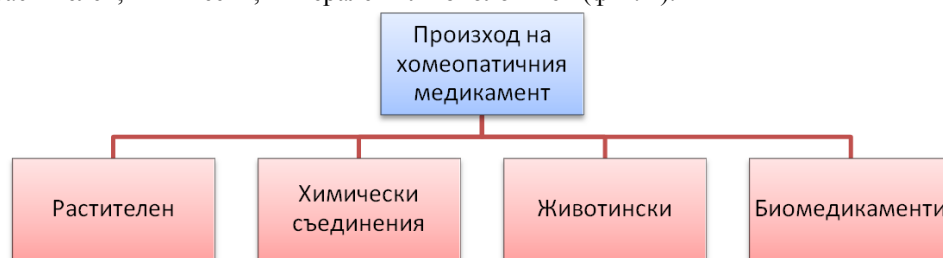 Произход на
хомеопатичния
медикамент
Растителен
Химически
съединения
Животински
Биомедикаменти